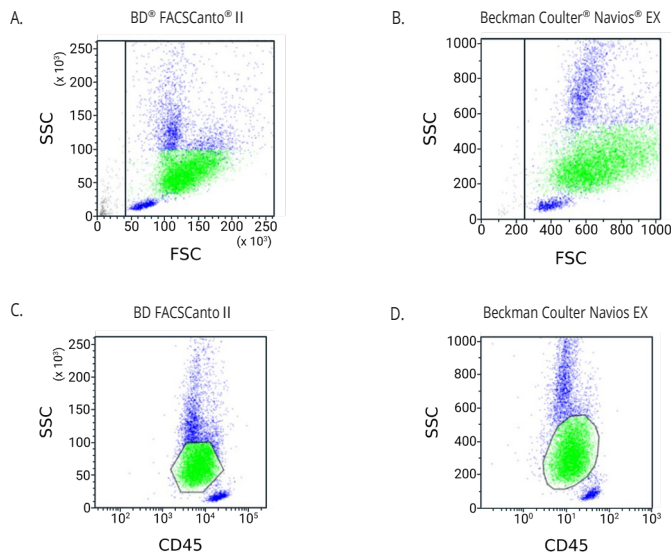 A.
BD® FACSCanto® II
250
200
150
100
50
0
(x 10³)
SSC
0 50 100 150 200 250
(x 10³)
FSC
B.
Beckman Coulter® Navios® EX
1000
800
600
400
200
0
SSC
0 200 400 600 800 1000
FSC
C.
BD FACSCanto II
250
200
150
100
50
0
(x 10³)
SSC
10² 10³ 10⁴ 10⁵
CD45
D.
Beckman Coulter Navios EX
1000
800
600
400
200
0
SSC
10⁰ 10¹ 10² 10³
CD45